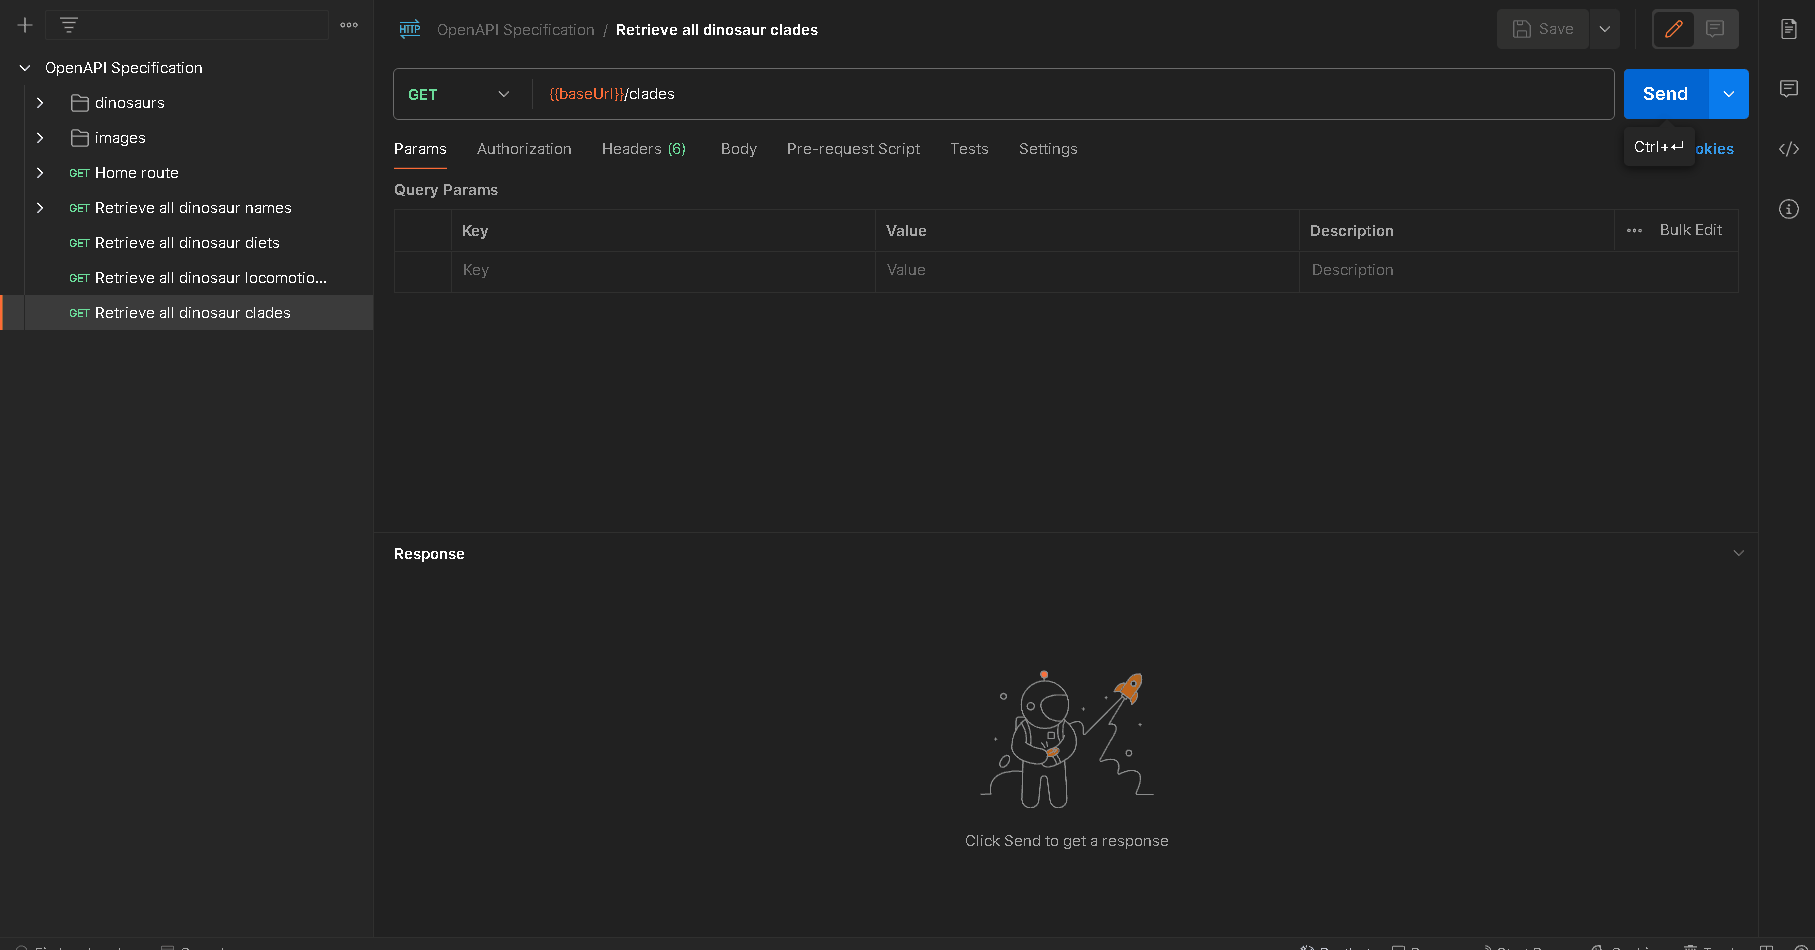 HTTP OpenAPI Specification / Retrieve all dinosaur clades
Save
OpenAPI Specification
dinosaurs
images
GET Home route
GET Retrieve all dinosaur names
GET Retrieve all dinosaur diets
GET Retrieve all dinosaur locomotio...
GET Retrieve all dinosaur clades
GET {{baseUrl}}/clades
Send
Ctrl+↵
Params Authorization Headers (6) Body Pre-request Script Tests Settings
okies
Query Params
Key Value Description Bulk Edit
Key Value Description
Response
Click Send to get a response